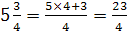 5 3/4 = (5×4+3)/4 = 23/4